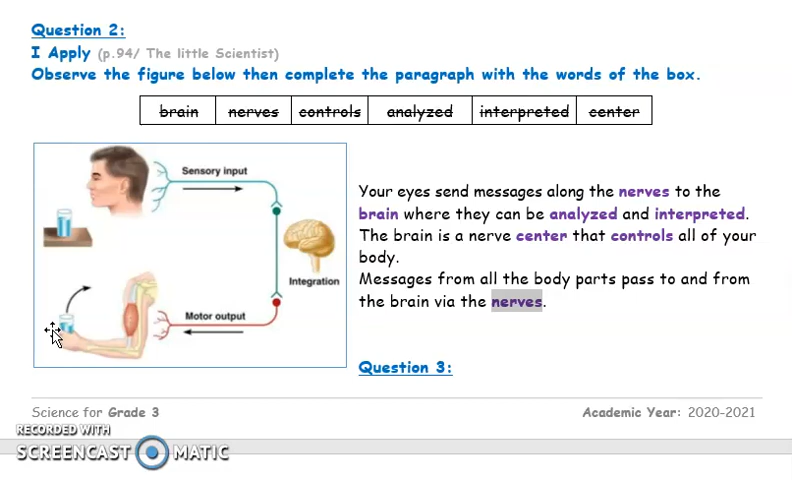 Question 2:
I Apply (p.94/ The little Scientist)
Observe the figure below then complete the paragraph with the words of the box.
brain nerves controls analyzed interpreted center
Sensory input
Integration
Motor output
Your eyes send messages along the nerves to the
brain where they can be analyzed and interpreted.
The brain is a nerve center that controls all of your
body.
Messages from all the body parts pass to and from
the brain via the nerves.
Question 3:
Science for Grade 3 Academic Year: 2020-2021
RECORDED WITH
SCREENCAST MATIC